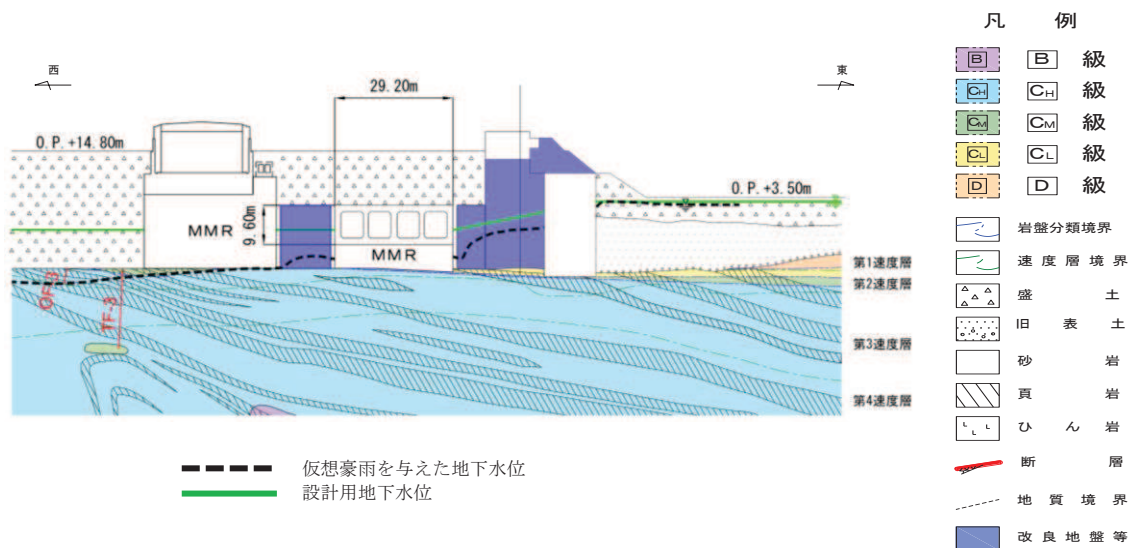 凡 例
B B 級
CH CH 級
CM CM 級
CL CL 級
D D 級
岩盤分類境界
速度層境界
盛土
旧表土
砂岩
頁岩
ひん岩
断層
地質境界
改良地盤等
西
東
29.20m
O.P.+14.80m
O.P.+3.50m
9.60m
MMR
MMR
第1速度層
第2速度層
第3速度層
第4速度層
OF-3
TF-3
仮想豪雨を与えた地下水位
設計用地下水位